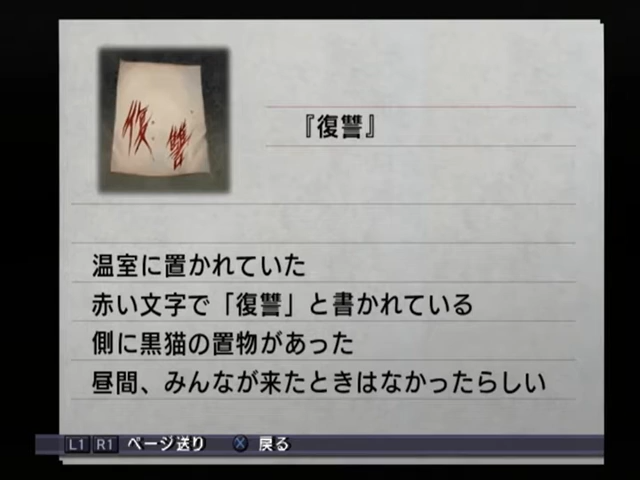 復讐
『復讐』
温室に置かれていた
赤い文字で「復讐」と書かれている
側に黒猫の置物があった
昼間、みんなが来たときはなかったらしい
L1 R1 ページ送り × 戻る